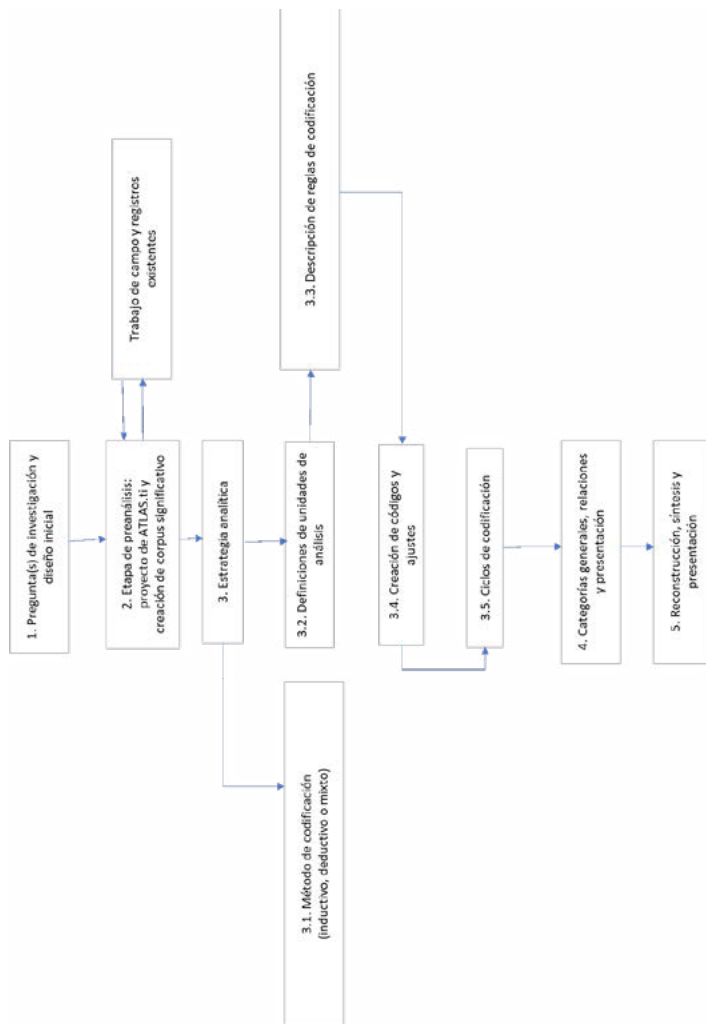 1. Pregunta(s) de investigación y
diseño inicial
2. Etapa de preanálisis:
proyecto de ATLAS.ti y
creación de corpus significativo
Trabajo de campo y registros
existentes
3. Estrategia analítica
3.1. Método de codificación
(inductivo, deductivo o mixto)
3.2. Definiciones de unidades de
análisis
3.3. Descripción de reglas de codificación
3.4. Creación de códigos y
ajustes
3.5. Ciclos de codificación
4. Categorías generales, relaciones
y presentación
5. Reconstrucción, síntesis y
presentación